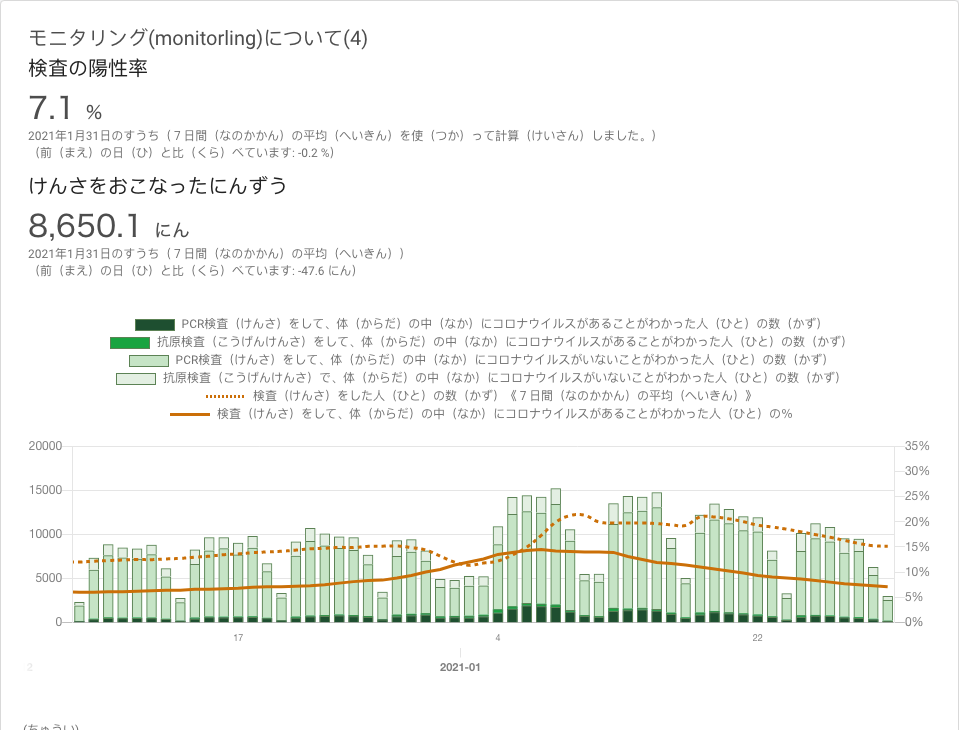 モニタリング(monitorling)について(4)
検査の陽性率
7.1 %
2021年1月31日のすうち（７日間（なのかかん）の平均（へいきん）を使（つか）って計算（けいさん）しました。）
（前（まえ）の日（ひ）と比（くら）べています: -0.2 %）
けんさをおこなったにんずう
8,650.1 にん
2021年1月31日のすうち（７日間（なのかかん）の平均（へいきん））
（前（まえ）の日（ひ）と比（くら）べています: -47.6 にん）
PCR検査（けんさ）をして、体（からだ）の中（なか）にコロナウイルスがあることがわかった人（ひと）の数（かず）
抗原検査（こうげんけんさ）をして、体（からだ）の中（なか）にコロナウイルスがあることがわかった人（ひと）の数（かず）
PCR検査（けんさ）をして、体（からだ）の中（なか）にコロナウイルスがいないことがわかった人（ひと）の数（かず）
抗原検査（こうげんけんさ）で、体（からだ）の中（なか）にコロナウイルスがいないことがわかった人（ひと）の数（かず）
検査（けんさ）をした人（ひと）の数（かず）《７日間（なのかかん）の平均（へいきん）》
検査（けんさ）をして、体（からだ）の中（なか）にコロナウイルスがあることがわかった人（ひと）の％
20000 35%
30%
15000 25%
10000 20%
15%
5000 10%
5%
0 0%
17 4 22
2 2021-01
(ちゅうい)